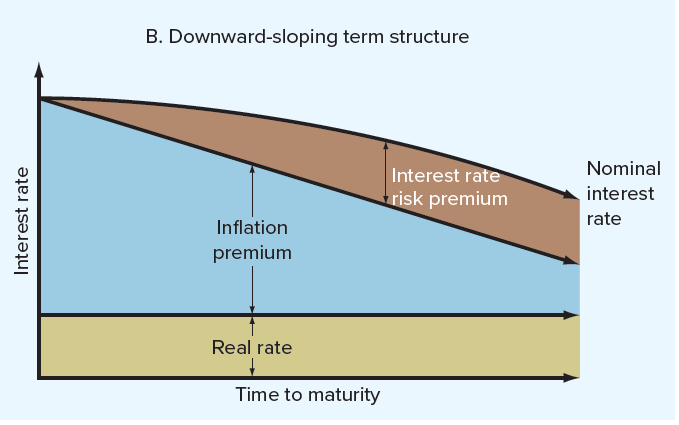 B. Downward-sloping term structure
Interest rate
Interest rate
risk premium
Nominal
interest
rate
Inflation
premium
Real rate
Time to maturity